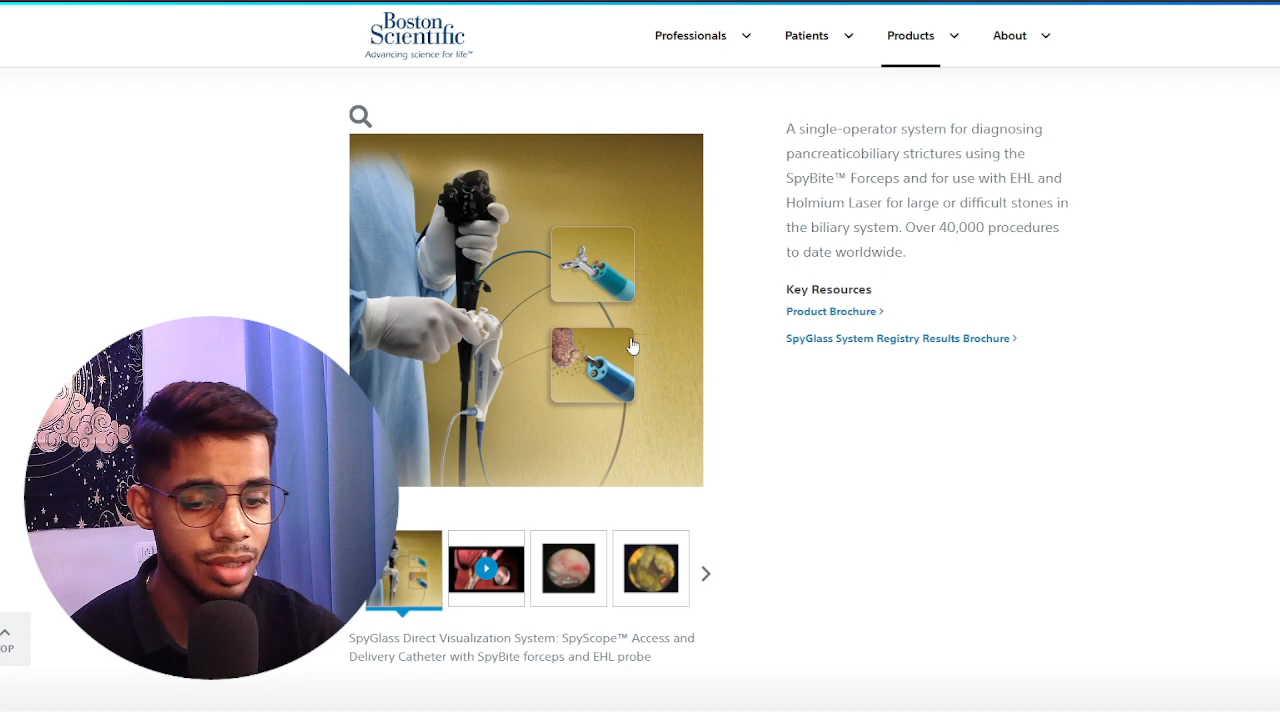 Boston
Scientific
Advancing science for life™
Professionals
Patients
Products
About
A single-operator system for diagnosing
pancreaticobiliary strictures using the
SpyBite™ Forceps and for use with EHL and
Holmium Laser for large or difficult stones in
the biliary system. Over 40,000 procedures
to date worldwide.
Key Resources
Product Brochure
SpyGlass System Registry Results Brochure
OP
SpyGlass Direct Visualization System: SpyScope™ Access and
Delivery Catheter with SpyBite forceps and EHL probe